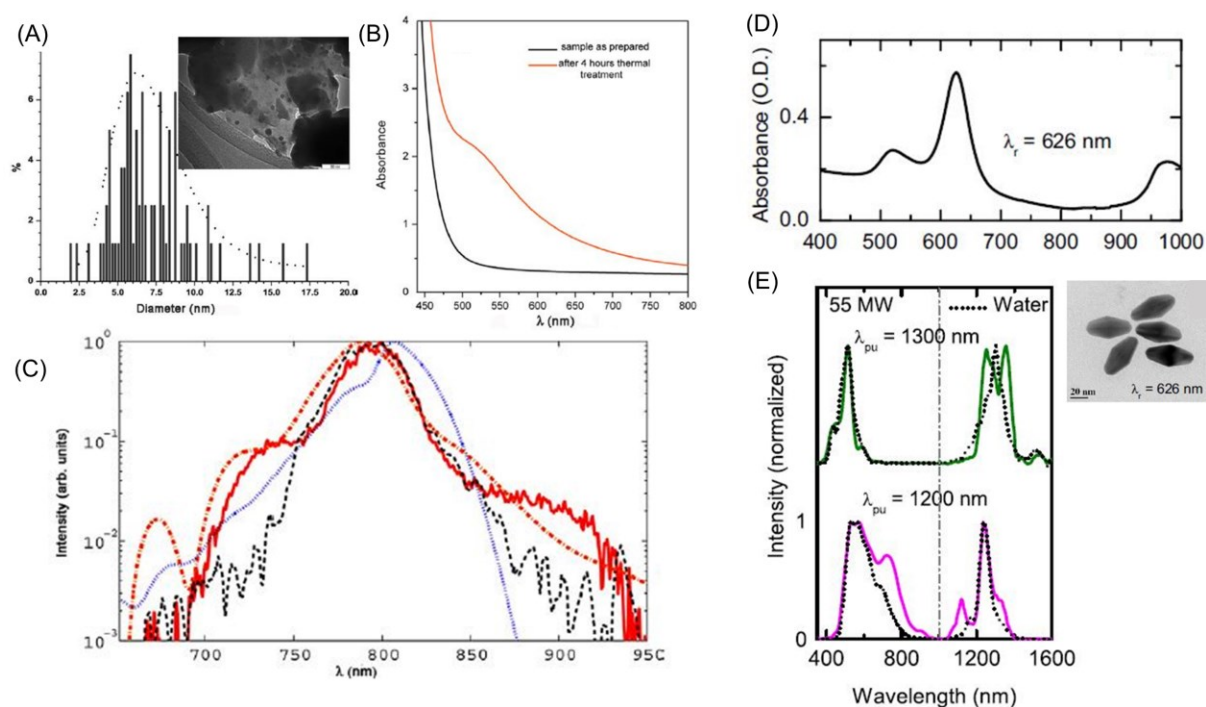 (A)
%
6
4
2
0
0.0 2.5 5.0 7.5 10.0 12.5 15.0 17.5 20.0
Diameter (nm)
(B)
Absorbance
4
3
2
1
0
sample as prepared
after 4 hours thermal
treatment
450 500 550 600 650 700 750 800
λ (nm)
(C)
Intensity (arb. units)
10⁰
10⁻¹
10⁻²
10⁻³
700 750 800 850 900 95C
λ (nm)
(D)
Absorbance (O.D.)
0.4
0.0
λr = 626 nm
400 500 600 700 800 900 1000
(E)
Intensity (normalized)
55 MW
Water
λpu = 1300 nm
λpu = 1200 nm
1
0
400 800 1200 1600
Wavelength (nm)
20 nm
λr = 626 nm